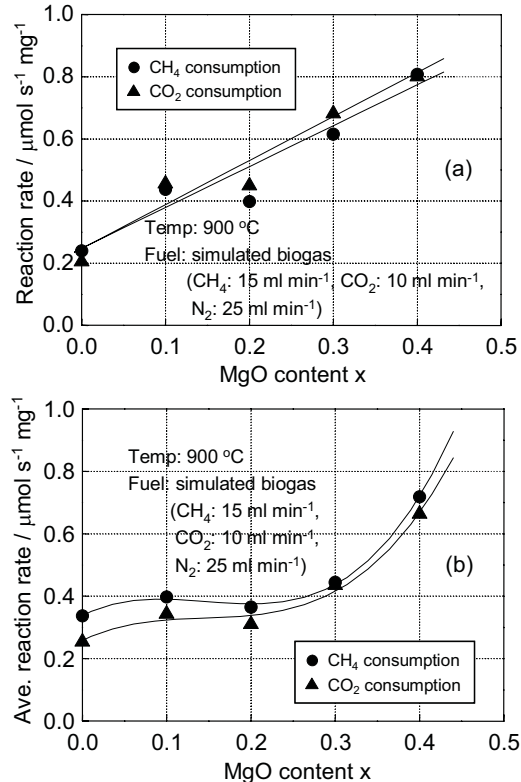 1.0
0.8
0.6
0.4
0.2
0.0
Reaction rate / μmol s⁻¹ mg⁻¹
CH₄ consumption
CO₂ consumption
(a)
Temp: 900 °C
Fuel: simulated biogas
(CH₄: 15 ml min⁻¹, CO₂: 10 ml min⁻¹,
N₂: 25 ml min⁻¹)
0.0 0.1 0.2 0.3 0.4 0.5
MgO content x
1.0
0.8
0.6
0.4
0.2
0.0
Ave. reaction rate / μmol s⁻¹ mg⁻¹
Temp: 900 °C
Fuel: simulated biogas
(CH₄: 15 ml min⁻¹,
CO₂: 10 ml min⁻¹,
N₂: 25 ml min⁻¹)
(b)
CH₄ consumption
CO₂ consumption
0.0 0.1 0.2 0.3 0.4 0.5
MgO content x